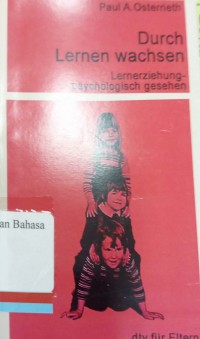 Paul A.Osterrieth
Durch
Lernen wachsen
Lernerziehung-
psychologisch gesehen
an Bahasa
dtv für Eltern